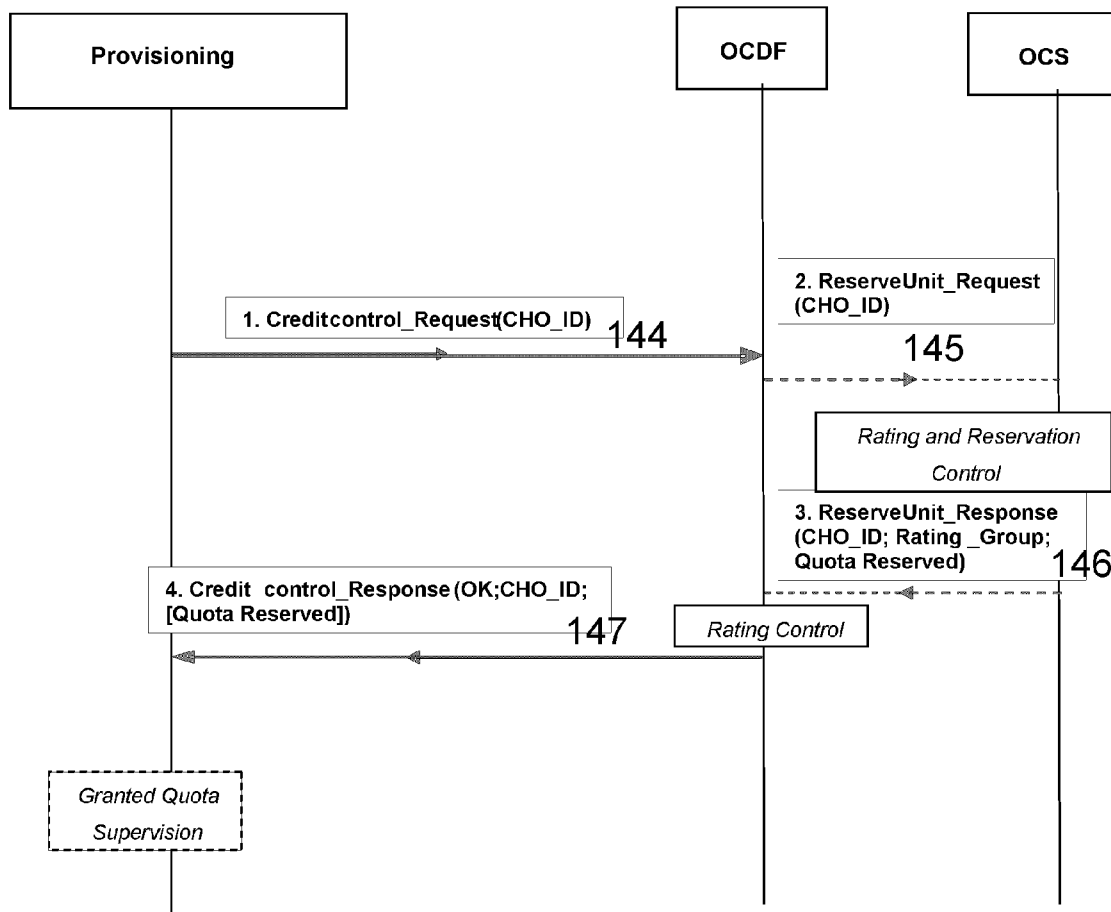 Provisioning
OCDF
OCS
2. ReserveUnit_Request
(CHO_ID)
1. Creditcontrol_Request(CHO_ID)
144
145
Rating and Reservation
Control
3. ReserveUnit_Response
(CHO_ID; Rating _Group;
Quota Reserved)
146
4. Credit control_Response (OK;CHO_ID;
[Quota Reserved])
147
Rating Control
Granted Quota
Supervision